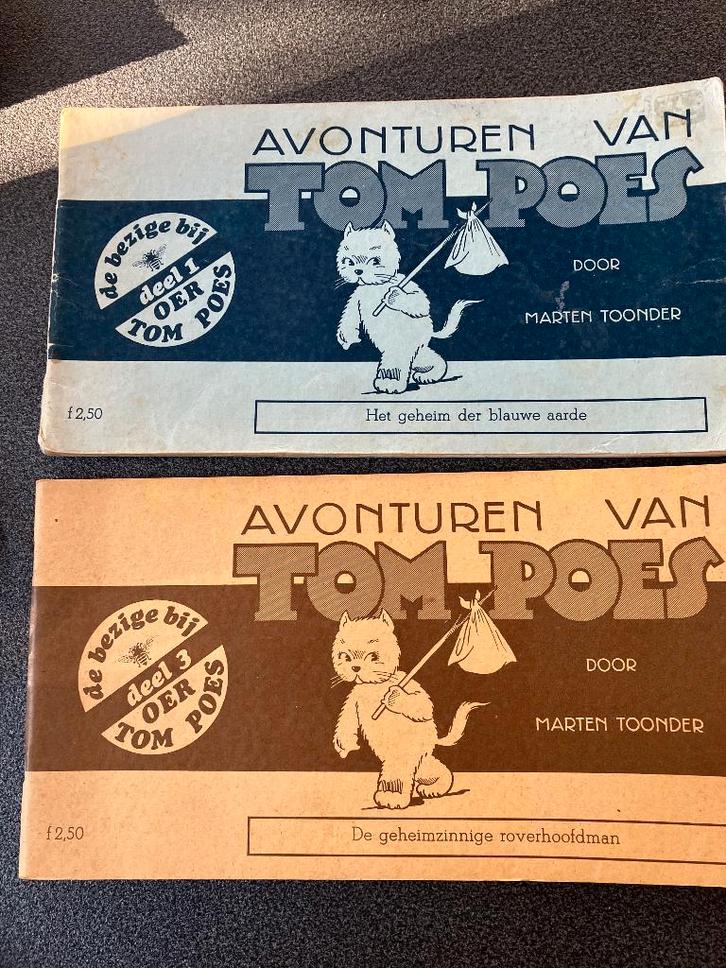 AVONTUREN VAN
TOM POES
de bezige bij
deel 1
OER
TOM POES
DOOR
MARTEN TOONDER
f 2,50
Het geheim der blauwe aarde
AVONTUREN VAN
TOM POES
de bezige bij
deel 3
OER
TOM POES
DOOR
MARTEN TOONDER
f 2,50
De geheimzinnige roverhoofdman